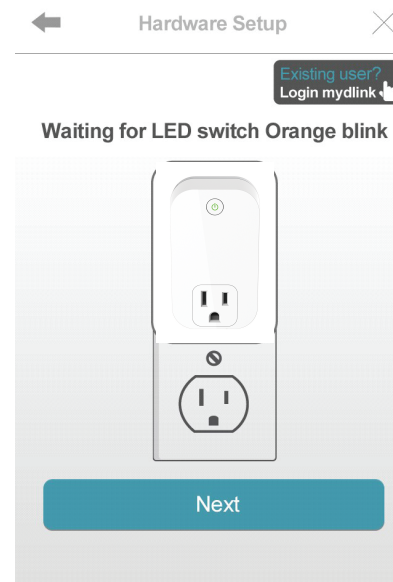 Hardware Setup
Existing user?
Login mydlink
Waiting for LED switch Orange blink
Next